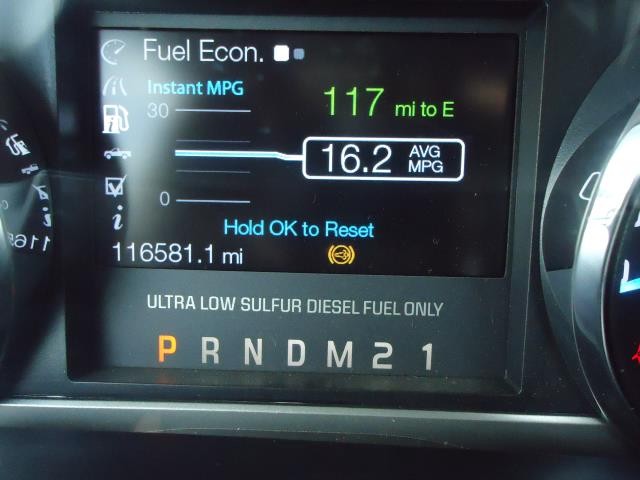 Fuel Econ.
Instant MPG
30
117 mi to E
16.2 AVG MPG
0
Hold OK to Reset
116581.1 mi
ULTRA LOW SULFUR DIESEL FUEL ONLY
P R N D M 2 1